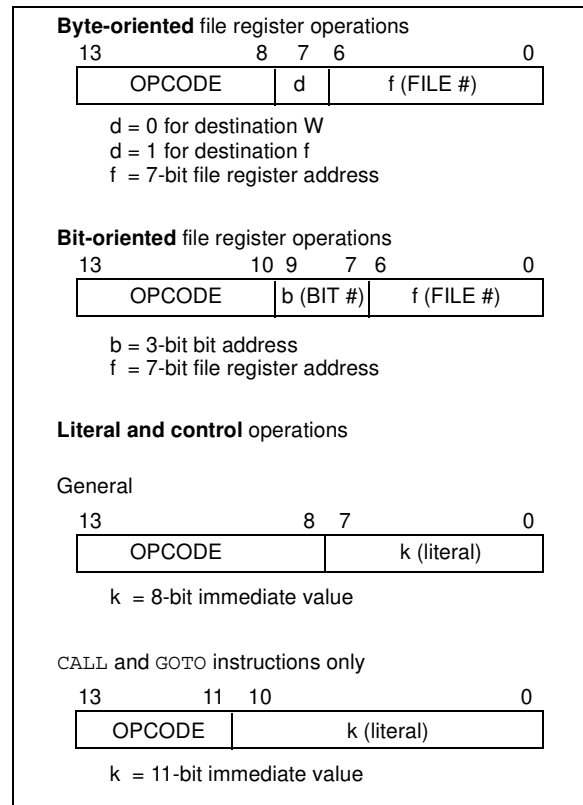 Byte-oriented file register operations
13 8 7 6 0
OPCODE d f (FILE #)
d = 0 for destination W
d = 1 for destination f
f = 7-bit file register address
Bit-oriented file register operations
13 10 9 7 6 0
OPCODE b (BIT #) f (FILE #)
b = 3-bit bit address
f = 7-bit file register address
Literal and control operations
General
13 8 7 0
OPCODE k (literal)
k = 8-bit immediate value
CALL and GOTO instructions only
13 11 10 0
OPCODE k (literal)
k = 11-bit immediate value